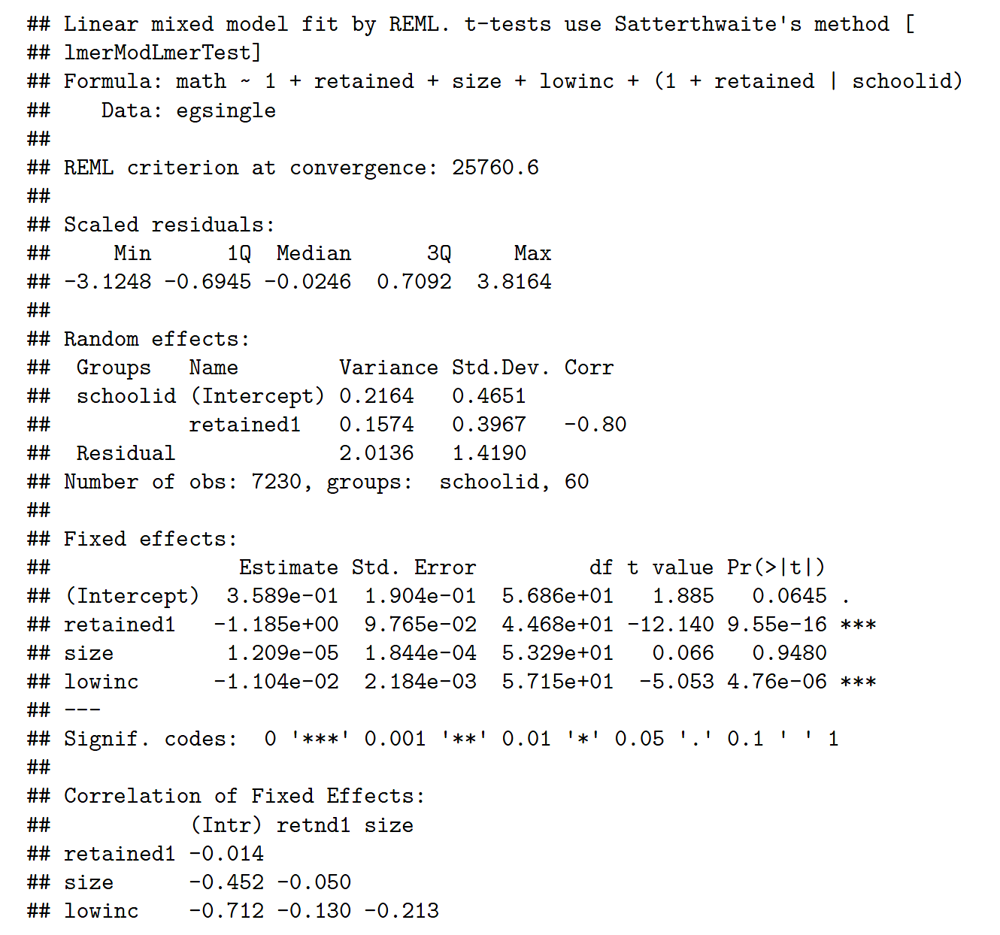 ## Linear mixed model fit by REML. t-tests use Satterthwaite's method [
## lmerModLmerTest]
## Formula: math ~ 1 + retained + size + lowinc + (1 + retained | schoolid)
##    Data: egsingle
##
## REML criterion at convergence: 25760.6
##
## Scaled residuals:
##     Min      1Q  Median      3Q     Max
## -3.1248 -0.6945 -0.0246  0.7092  3.8164
##
## Random effects:
##  Groups   Name        Variance Std.Dev. Corr
##  schoolid (Intercept) 0.2164   0.4651
##           retained1   0.1574   0.3967   -0.80
##  Residual             2.0136   1.4190
## Number of obs: 7230, groups:  schoolid, 60
##
## Fixed effects:
##               Estimate Std. Error         df t value Pr(>|t|)
## (Intercept)  3.589e-01  1.904e-01  5.686e+01   1.885   0.0645 .
## retained1   -1.185e+00  9.765e-02  4.468e+01 -12.140 9.55e-16 ***
## size         1.209e-05  1.844e-04  5.329e+01   0.066   0.9480
## lowinc      -1.104e-02  2.184e-03  5.715e+01  -5.053 4.76e-06 ***
## ---
## Signif. codes:  0 '***' 0.001 '**' 0.01 '*' 0.05 '.' 0.1 ' ' 1
##
## Correlation of Fixed Effects:
##           (Intr) retnd1 size
## retained1 -0.014
## size      -0.452 -0.050
## lowinc    -0.712 -0.130 -0.213